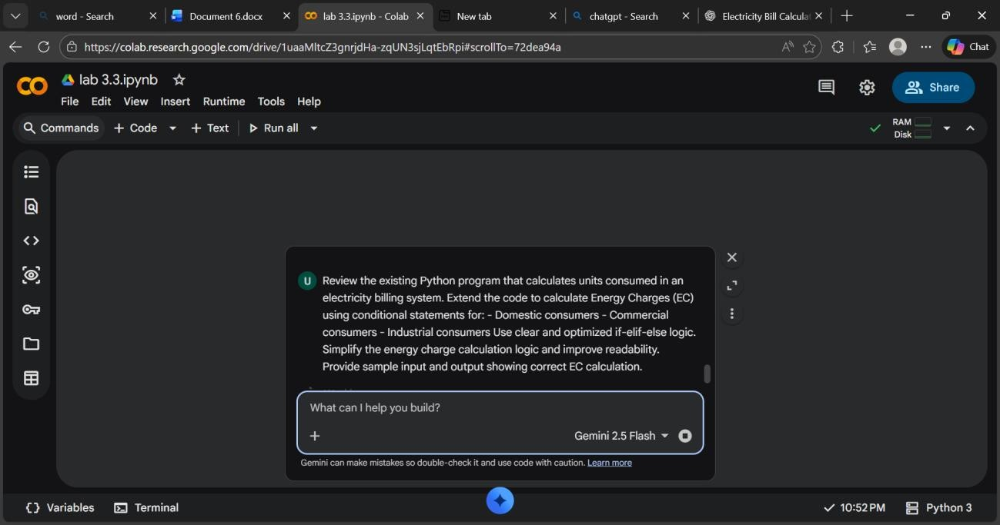 word - Search
Document 6.docx
lab 3.3.ipynb - Colab
New tab
chatgpt - Search
Electricity Bill Calcula
https://colab.research.google.com/drive/1uaaMltcZ3gnrjdHa-zqUN3sjLqtEbRpi#scrollTo=72dea94a
Chat
lab 3.3.ipynb
File Edit View Insert Runtime Tools Help
Share
Commands + Code + Text Run all
RAM
Disk
U
Review the existing Python program that calculates units consumed in an
electricity billing system. Extend the code to calculate Energy Charges (EC)
using conditional statements for: - Domestic consumers - Commercial
consumers - Industrial consumers Use clear and optimized if-elif-else logic.
Simplify the energy charge calculation logic and improve readability.
Provide sample input and output showing correct EC calculation.
What can I help you build?
Gemini 2.5 Flash
Gemini can make mistakes so double-check it and use code with caution. Learn more
Variables Terminal
10:52 PM Python 3